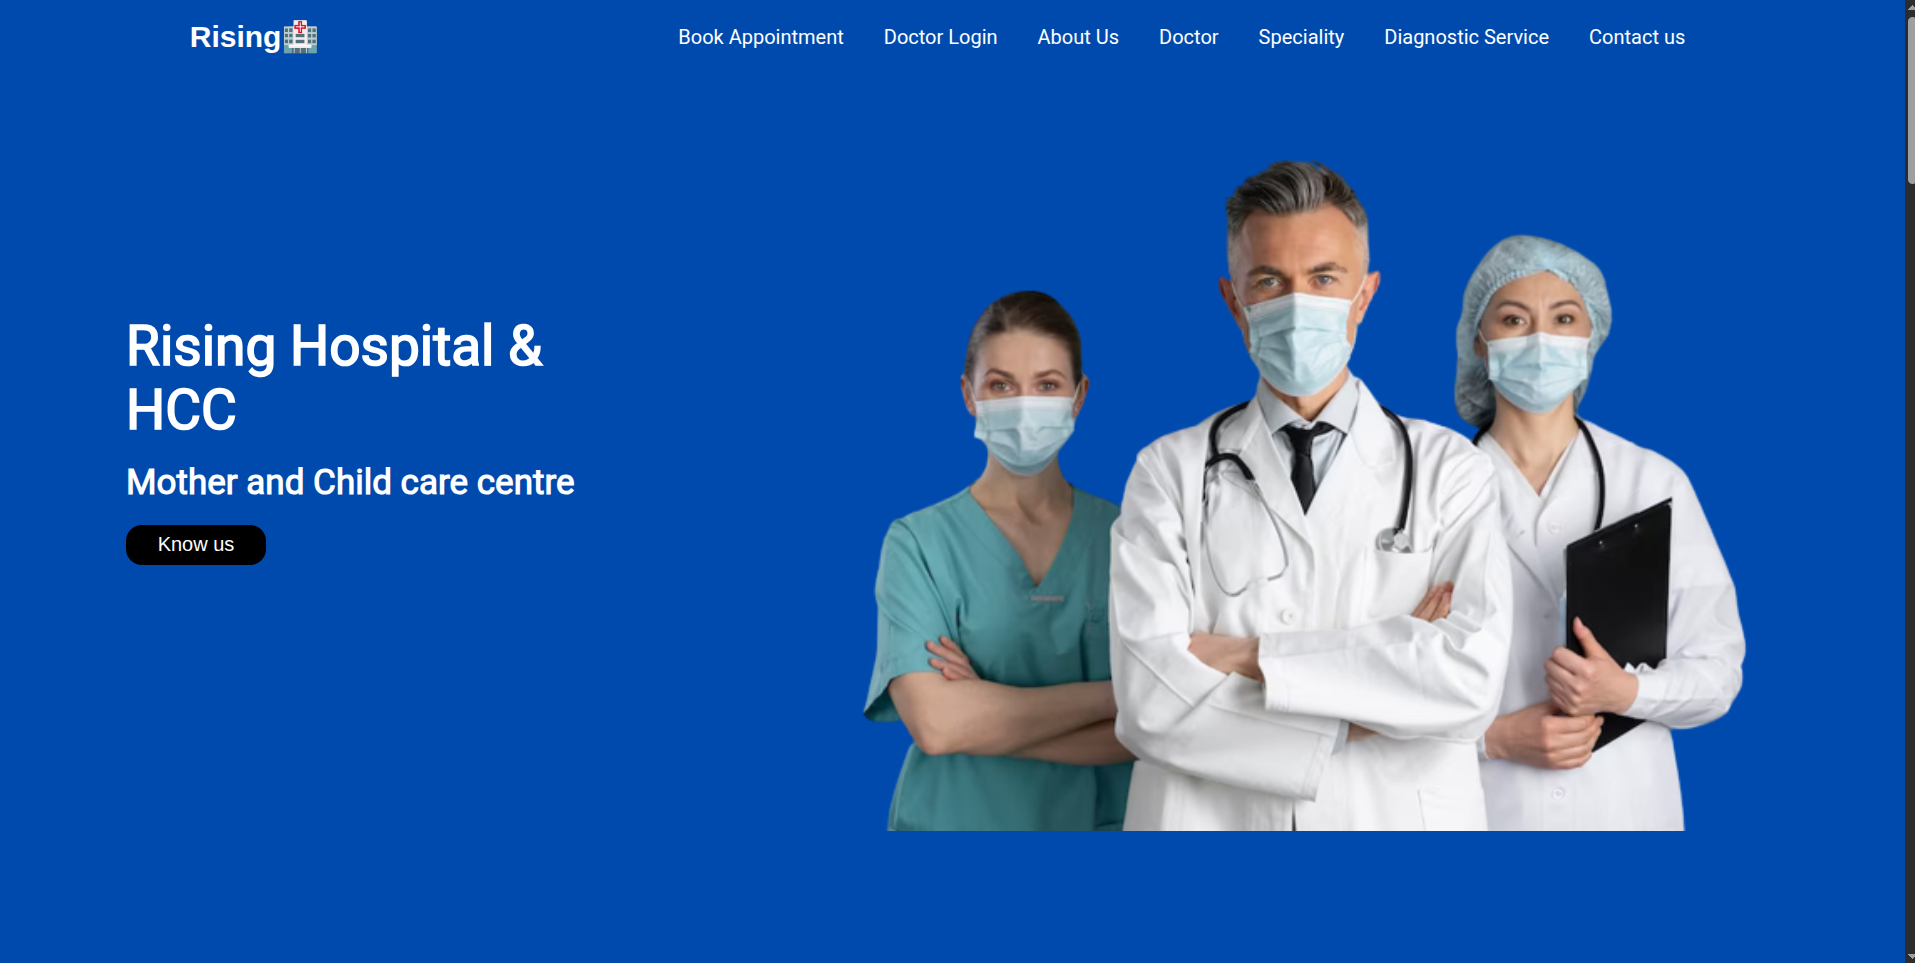 Rising
Book Appointment Doctor Login About Us Doctor Speciality Diagnostic Service Contact us
Rising Hospital &
HCC
Mother and Child care centre
Know us